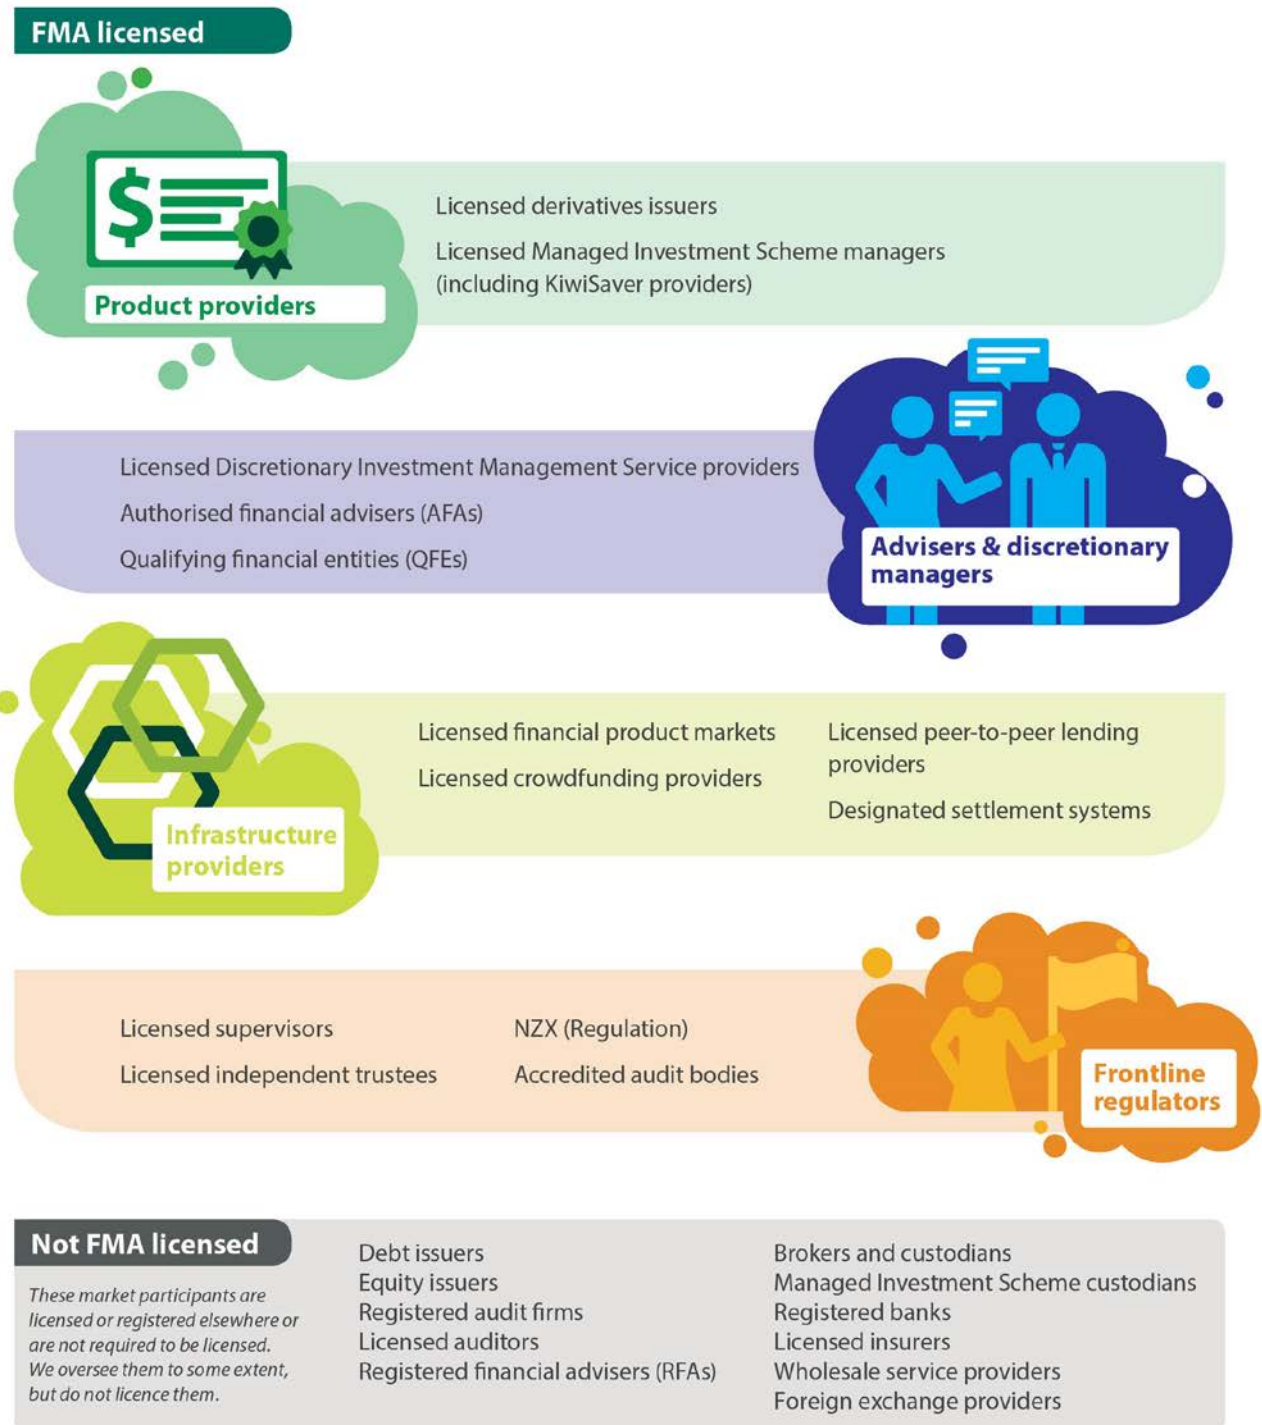 FMA licensed
$
Product providers
Licensed derivatives issuers
Licensed Managed Investment Scheme managers
(including KiwiSaver providers)
Licensed Discretionary Investment Management Service providers
Authorised financial advisers (AFAs)
Qualifying financial entities (QFEs)
Advisers & discretionary
managers
Infrastructure
providers
Licensed financial product markets
Licensed crowdfunding providers
Licensed peer-to-peer lending
providers
Designated settlement systems
Licensed supervisors
Licensed independent trustees
NZX (Regulation)
Accredited audit bodies
Frontline
regulators
Not FMA licensed
These market participants are
licensed or registered elsewhere or
are not required to be licensed.
We oversee them to some extent,
but do not licence them.
Debt issuers
Equity issuers
Registered audit firms
Licensed auditors
Registered financial advisers (RFAs)
Brokers and custodians
Managed Investment Scheme custodians
Registered banks
Licensed insurers
Wholesale service providers
Foreign exchange providers